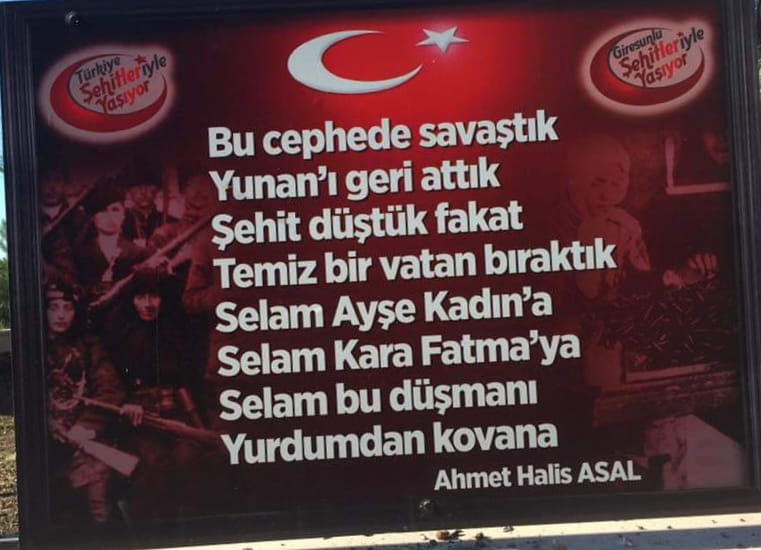 Türkiye
Şehitleriyle
Yaşıyor
Giresunlu
Şehitleriyle
Yaşıyor
Bu cephede savaştık
Yunan'ı geri attık
Şehit düştük fakat
Temiz bir vatan bıraktık
Selam Ayşe Kadın'a
Selam Kara Fatma'ya
Selam bu düşmanı
Yurdumdan kovana
Ahmet Halis ASAL